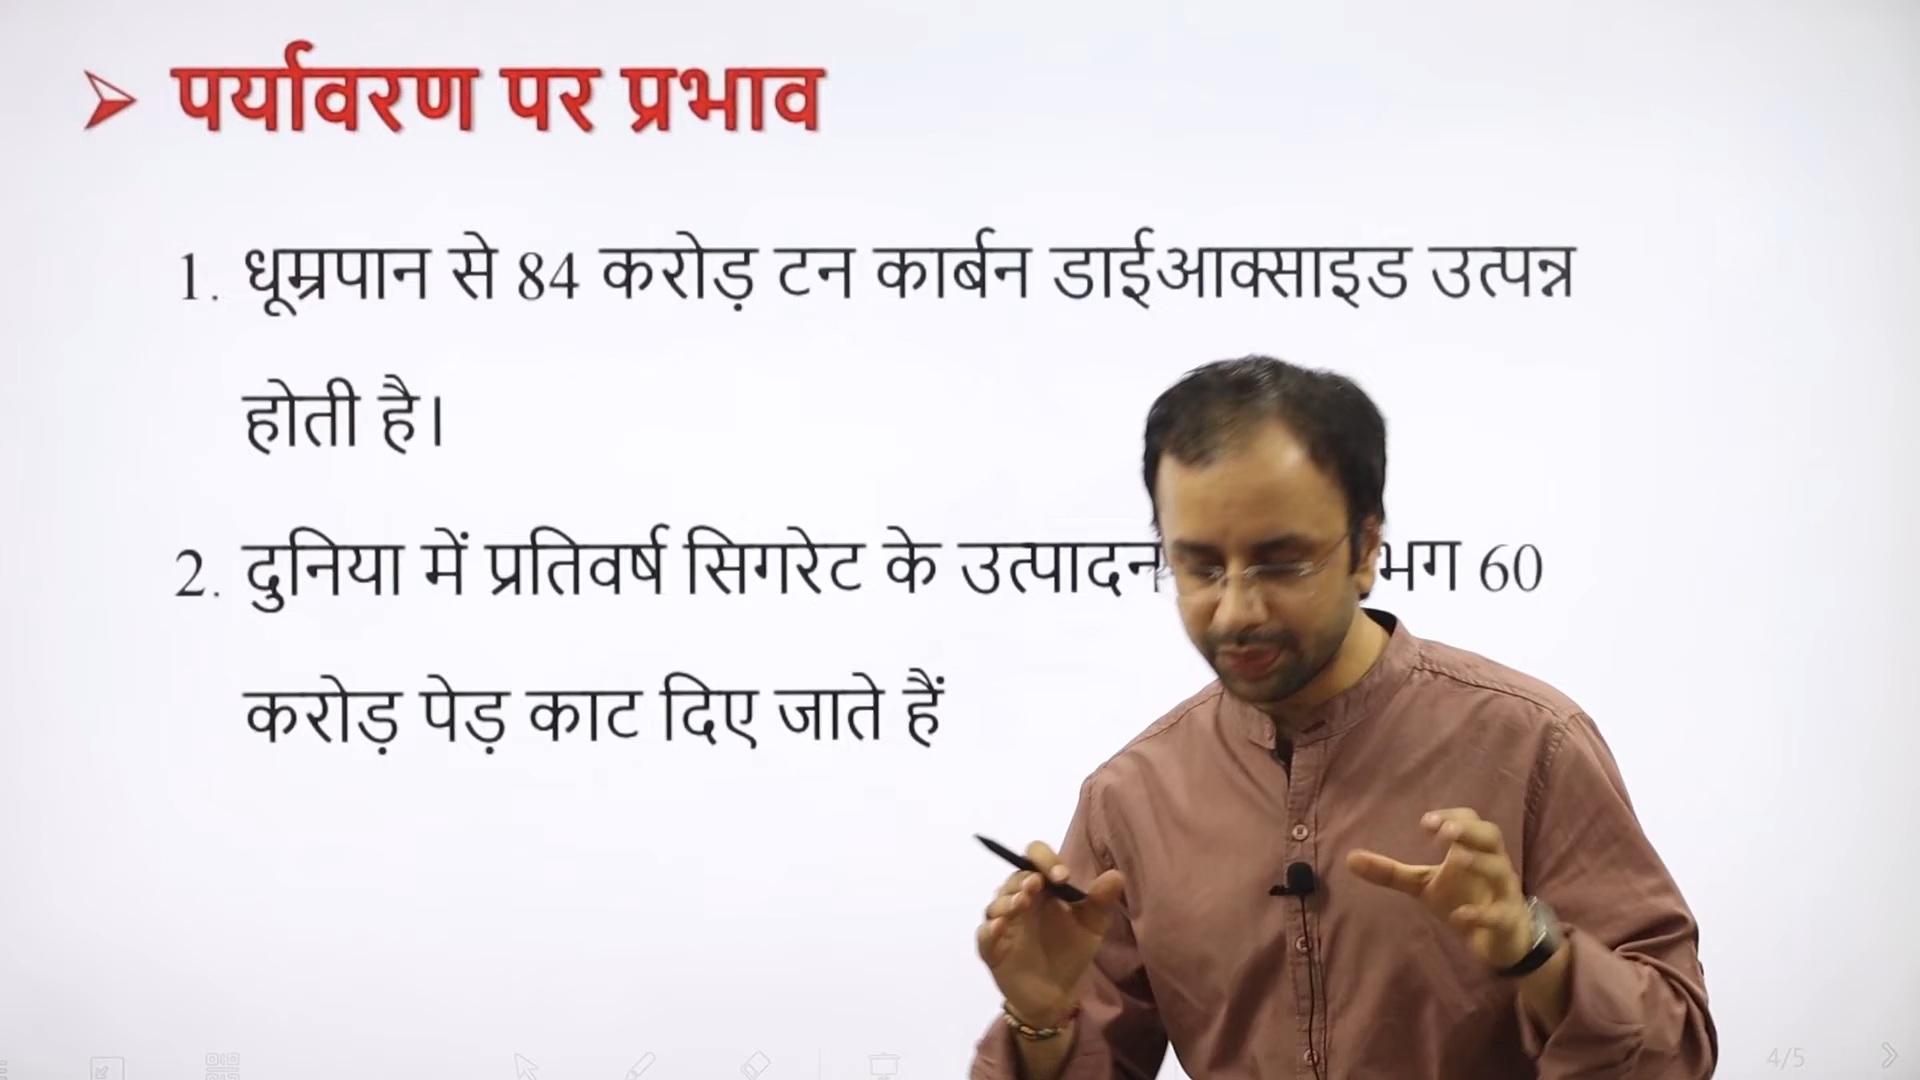 पर्यावरण पर प्रभाव
1. धूम्रपान से 84 करोड़ टन कार्बन डाईआक्साइड उत्पन्न
होती है।
2. दुनिया में प्रतिवर्ष सिगरेट के उत्पादन 60
करोड़ पेड़ काट दिए जाते हैं
4/5